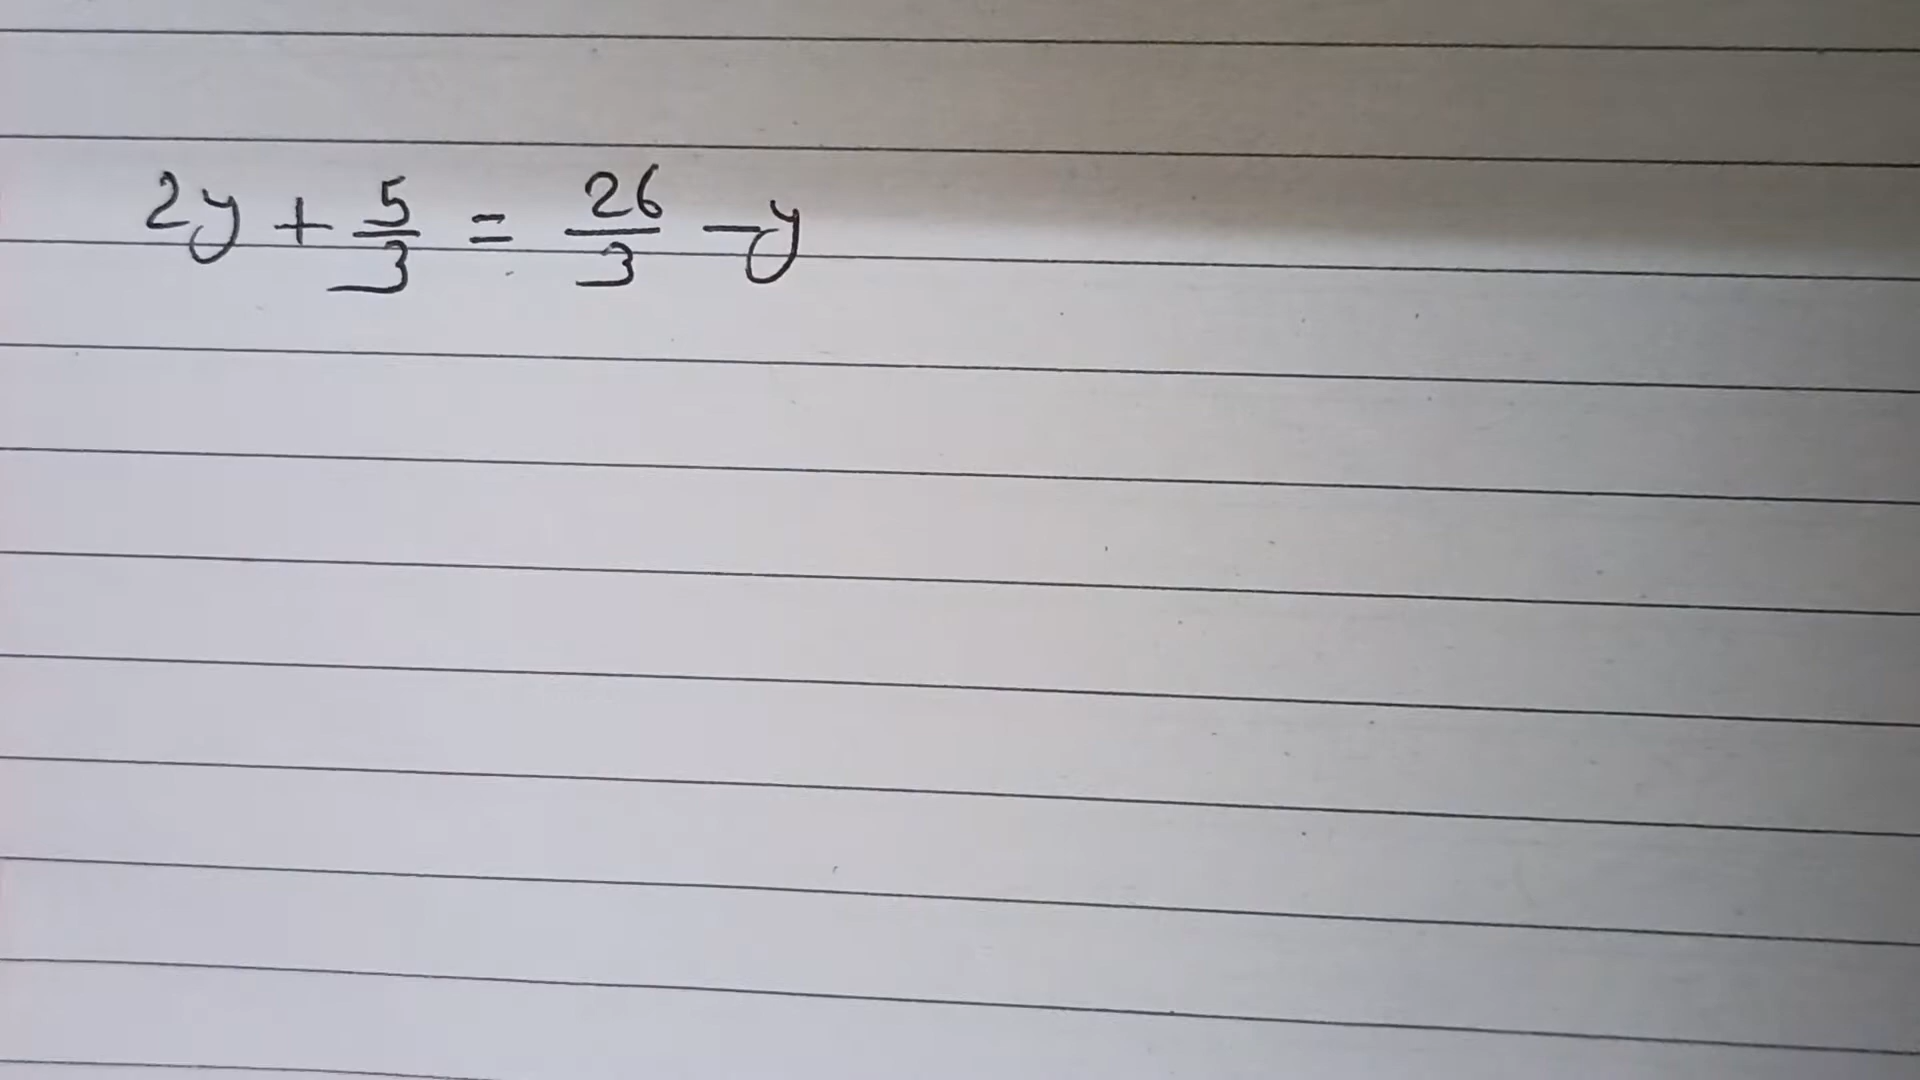 2y + 5/3 = 26/3 - y